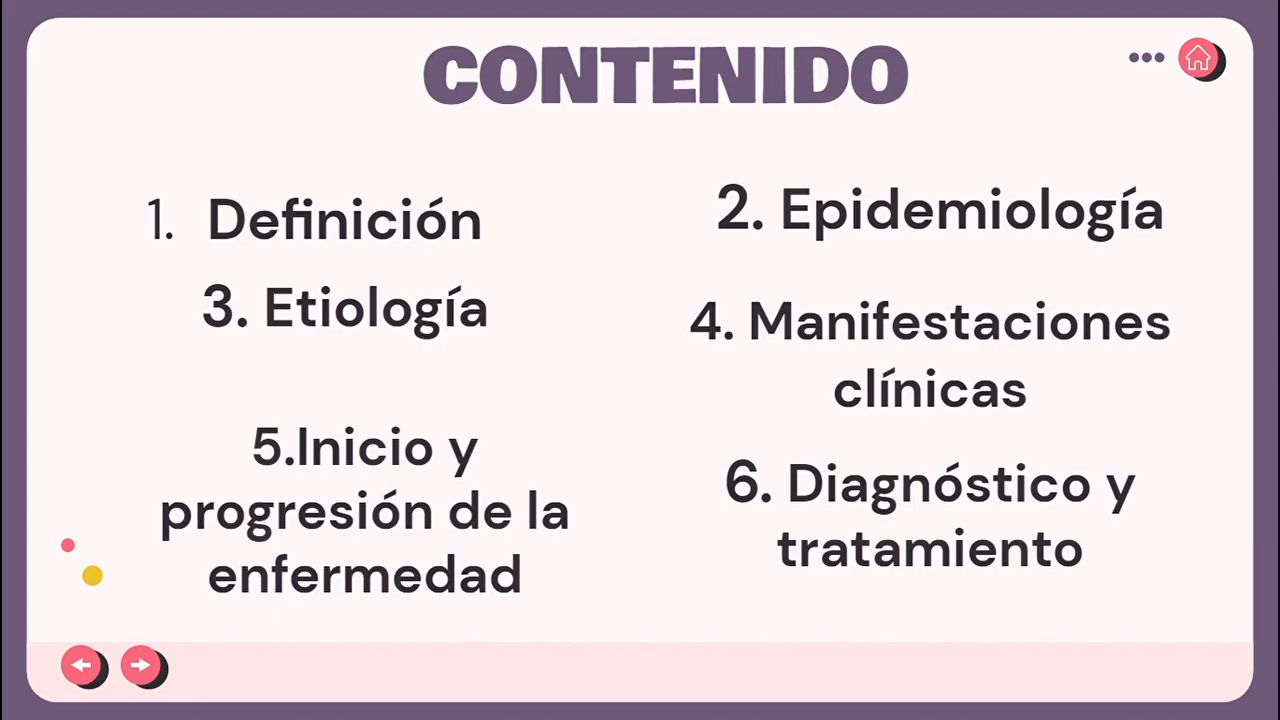 CONTENIDO
1. Definición
2. Epidemiología
3. Etiología
4. Manifestaciones
clínicas
5.Inicio y
progresión de la
enfermedad
6. Diagnóstico y
tratamiento